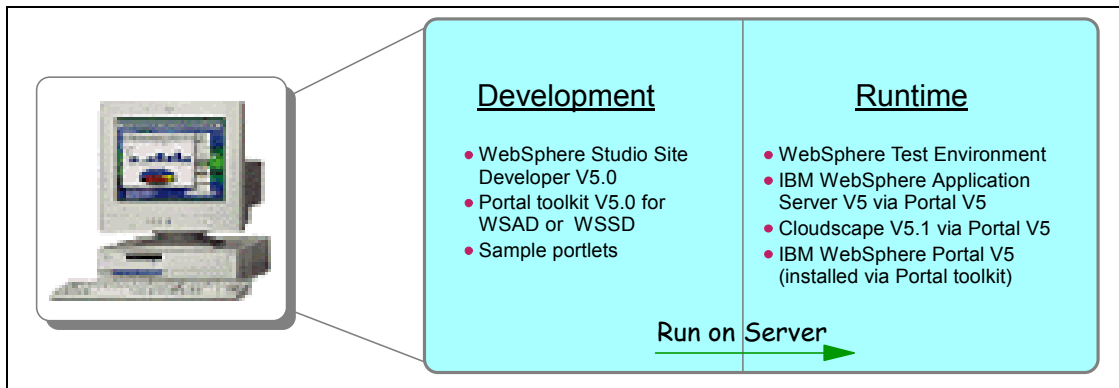 Development
• WebSphere Studio Site
Developer V5.0
• Portal toolkit V5.0 for
WSAD or WSSD
• Sample portlets
Runtime
• WebSphere Test Environment
• IBM WebSphere Application
Server V5 via Portal V5
• Cloudscape V5.1 via Portal V5
• IBM WebSphere Portal V5
(installed via Portal toolkit)
Run on Server